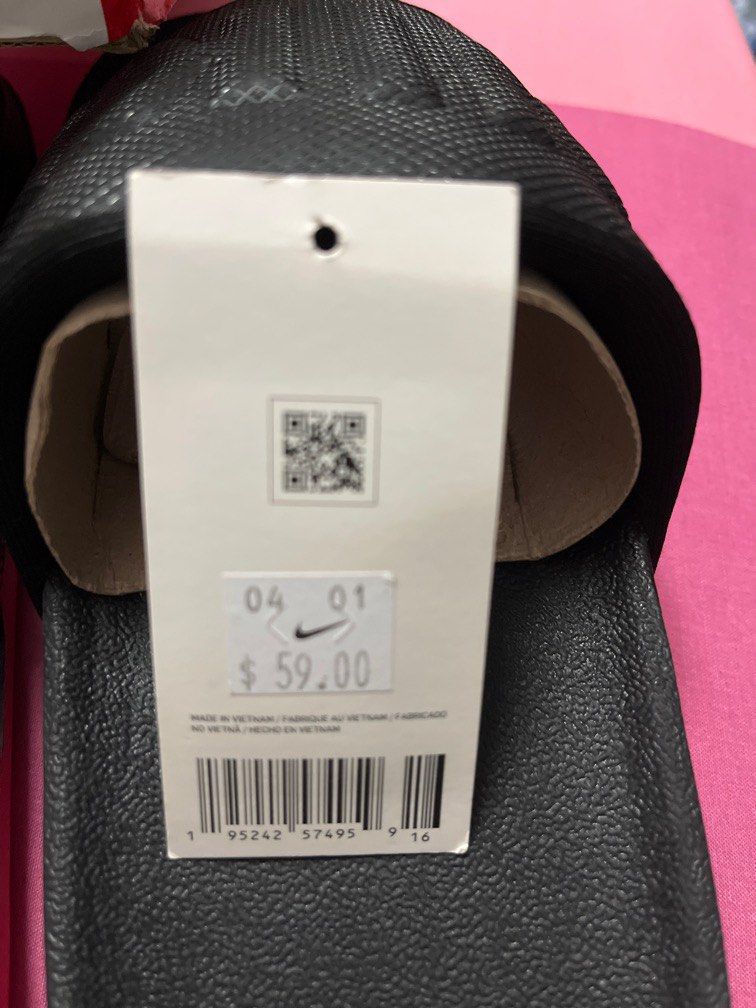 04 01
$ 59.00
MADE IN VIETNAM / FABRIQUÉ AU VIETNAM / FABRICADO
NO VIETNÃ / HECHO EN VIETNAM
1 95242 57495 9 16